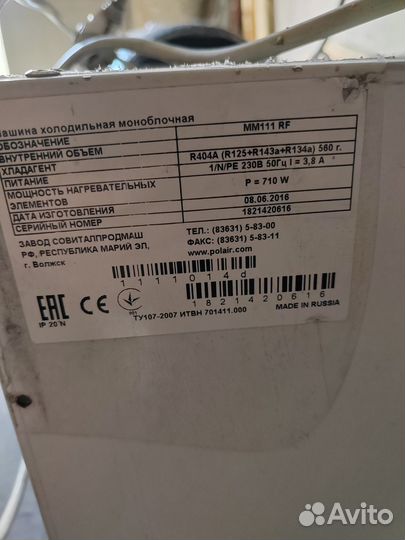 МАШИНА ХОЛОДИЛЬНАЯ МОНОБЛОЧНАЯ
ОБОЗНАЧЕНИЕ MM111 RF
ВНУТРЕННИЙ ОБЪЕМ
ХЛАДАГЕНТ R404A (R125+R143a+R134a) 560 г.
ПИТАНИЕ 1/N/PE 230В 50Гц I = 3,8 А
МОЩНОСТЬ НАГРЕВАТЕЛЬНЫХ
ЭЛЕМЕНТОВ P = 710 W
ДАТА ИЗГОТОВЛЕНИЯ 08.06.2016
СЕРИЙНЫЙ НОМЕР 1821420616
ЗАВОД СОВИТАЛПРОДМАШ
РФ, РЕСПУБЛИКА МАРИЙ ЭЛ,
г. Волжск
ТЕЛ.: (83631) 5-83-00
ФАКС: (83631) 5-83-11
www.polair.com
1111014d
1821420616
EAC CE
IP 20 N
ТУ107-2007 ИТВН 701411.000
MADE IN RUSSIA
Avito